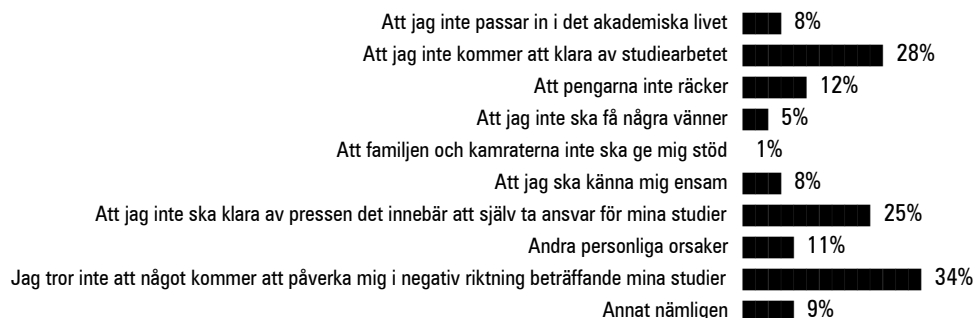 Att jag inte passar in i det akademiska livet 8%
Att jag inte kommer att klara av studiearbetet 28%
Att pengarna inte räcker 12%
Att jag inte ska få några vänner 5%
Att familjen och kamraterna inte ska ge mig stöd 1%
Att jag ska känna mig ensam 8%
Att jag inte ska klara av pressen det innebär att själv ta ansvar för mina studier 25%
Andra personliga orsaker 11%
Jag tror inte att något kommer att påverka mig i negativ riktning beträffande mina studier 34%
Annat nämligen 9%